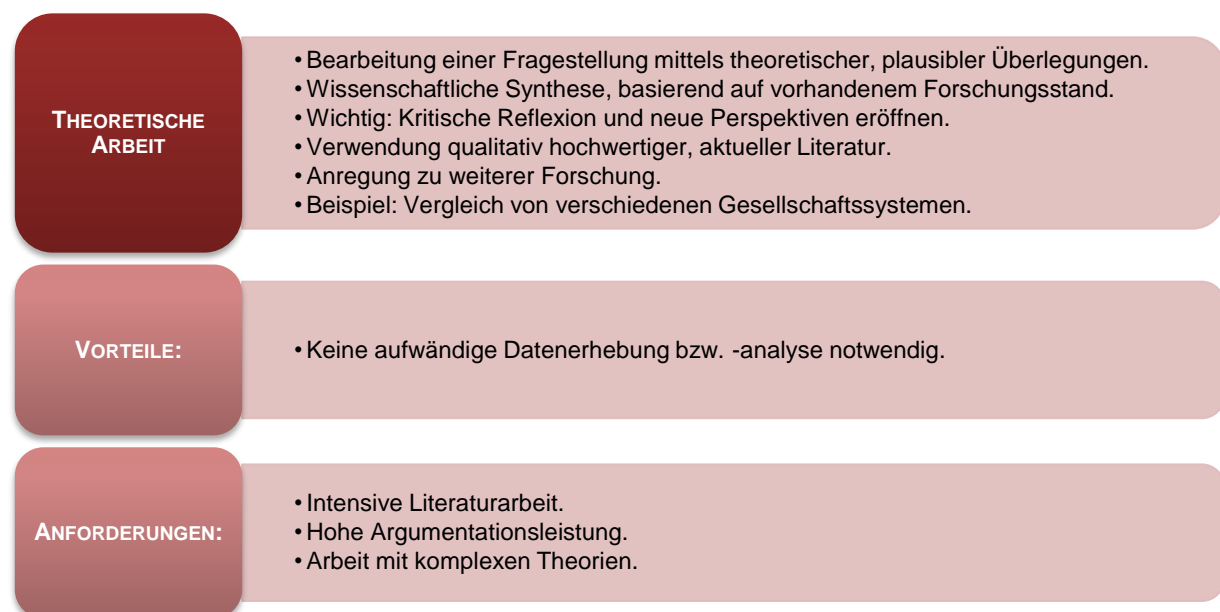 THEORETISCHE
ARBEIT
• Bearbeitung einer Fragestellung mittels theoretischer, plausibler Überlegungen.
• Wissenschaftliche Synthese, basierend auf vorhandenem Forschungsstand.
• Wichtig: Kritische Reflexion und neue Perspektiven eröffnen.
• Verwendung qualitativ hochwertiger, aktueller Literatur.
• Anregung zu weiterer Forschung.
• Beispiel: Vergleich von verschiedenen Gesellschaftssystemen.
VORTEILE:
• Keine aufwändige Datenerhebung bzw. -analyse notwendig.
ANFORDERUNGEN:
• Intensive Literaturarbeit.
• Hohe Argumentationsleistung.
• Arbeit mit komplexen Theorien.